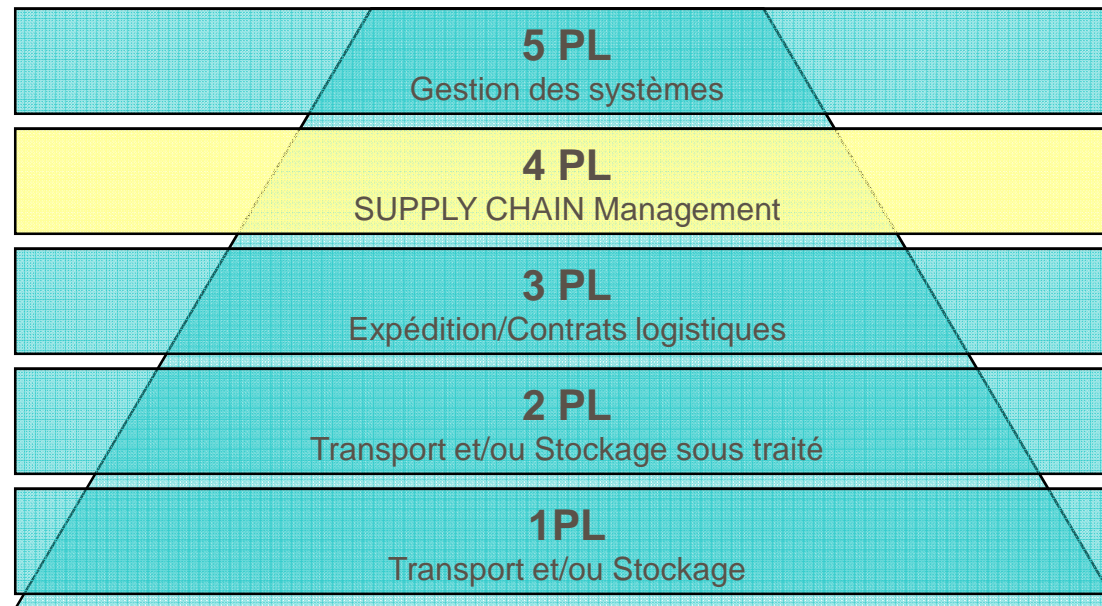 5 PL
Gestion des systèmes
4 PL
SUPPLY CHAIN Management
3 PL
Expédition/Contrats logistiques
2 PL
Transport et/ou Stockage sous traité
1PL
Transport et/ou Stockage